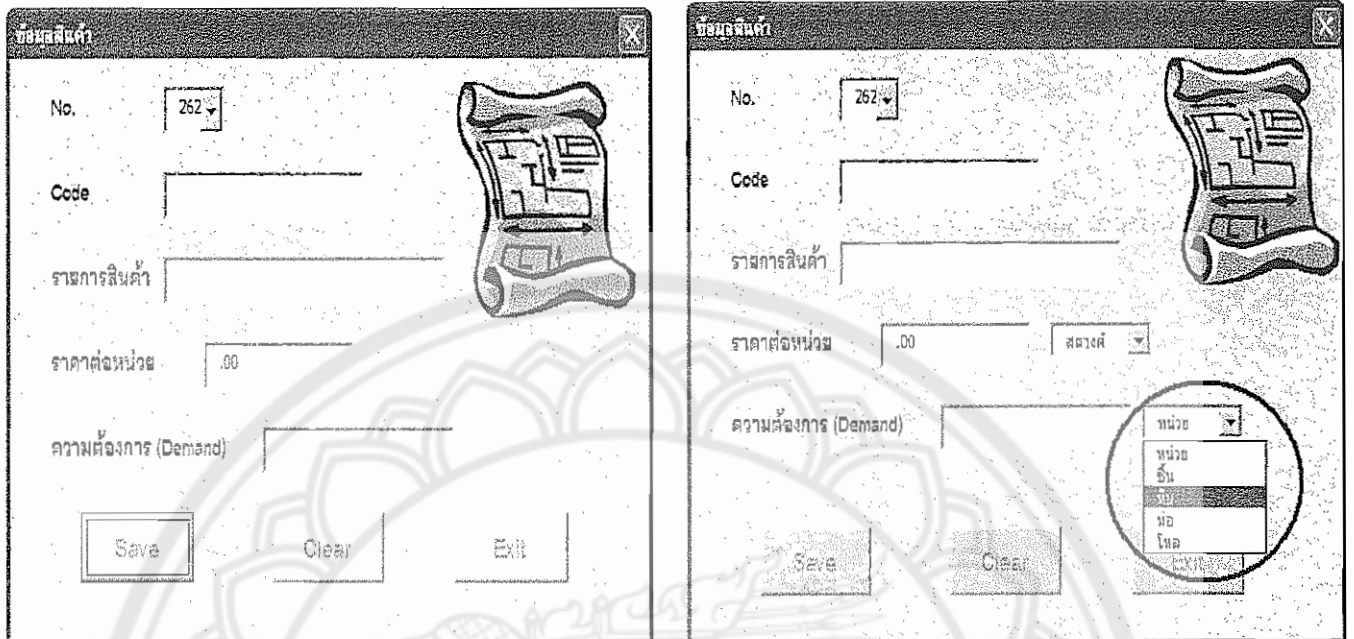 ข้อมูลสินค้า
No. 262
Code
รายการสินค้า
ราคาต่อหน่วย .00
ความต้องการ (Demand)
Save Clear Exit
ข้อมูลสินค้า
No. 262
Code
รายการสินค้า
ราคาต่อหน่วย .00 สตางค์
ความต้องการ (Demand) หน่วย
หน่วย
ชิ้น
ห่อ
โหล
Save Clear Exit